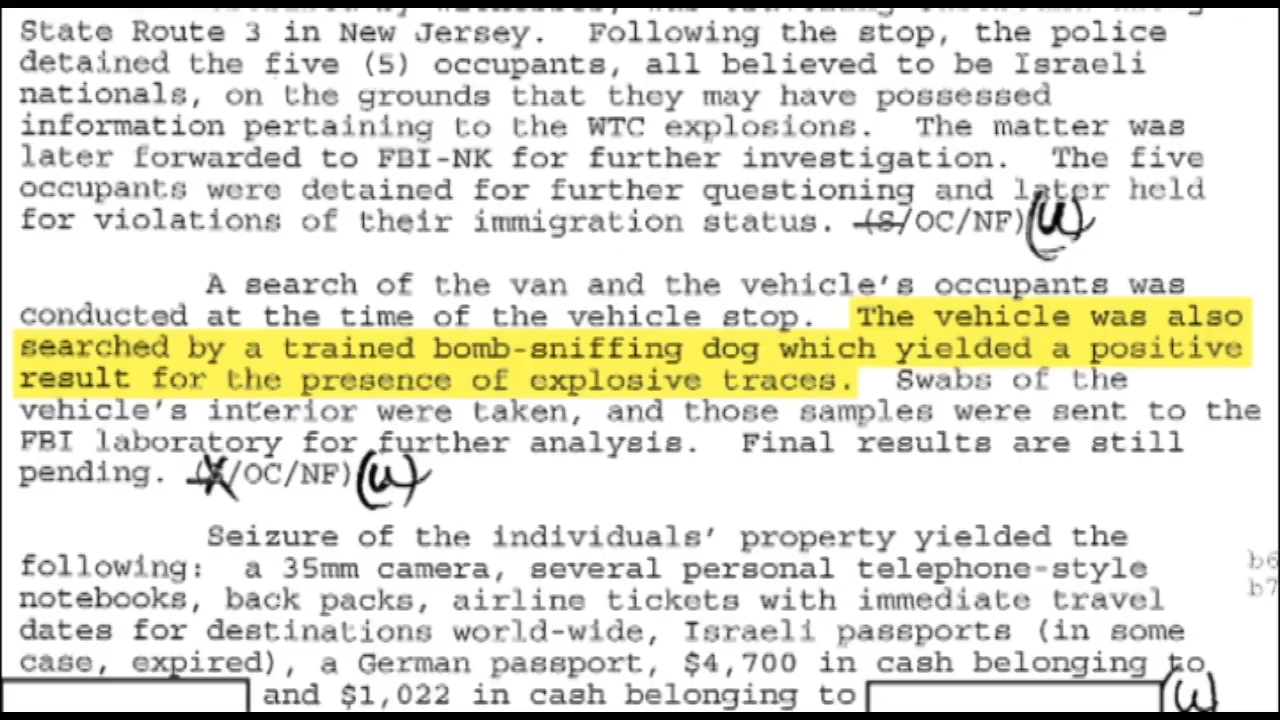 State Route 3 in New Jersey. Following the stop, the police
detained the five (5) occupants, all believed to be Israeli
nationals, on the grounds that they may have possessed
information pertaining to the WTC explosions. The matter was
later forwarded to FBI-NK for further investigation. The five
occupants were detained for further questioning and later held
for violations of their immigration status. (S/OC/NF) (u)
A search of the van and the vehicle's occupants was
conducted at the time of the vehicle stop. The vehicle was also
searched by a trained bomb-sniffing dog which yielded a positive
result for the presence of explosive traces. Swabs of the
vehicle's interior were taken, and those samples were sent to the
FBI laboratory for further analysis. Final results are still
pending. /OC/NF) (u)
Seizure of the individuals' property yielded the
following: a 35mm camera, several personal telephone-style
notebooks, back packs, airline tickets with immediate travel
dates for destinations world-wide, Israeli passports (in some
case, expired), a German passport, $4,700 in cash belonging to
and $1,022 in cash belonging to (u)
b6
b7